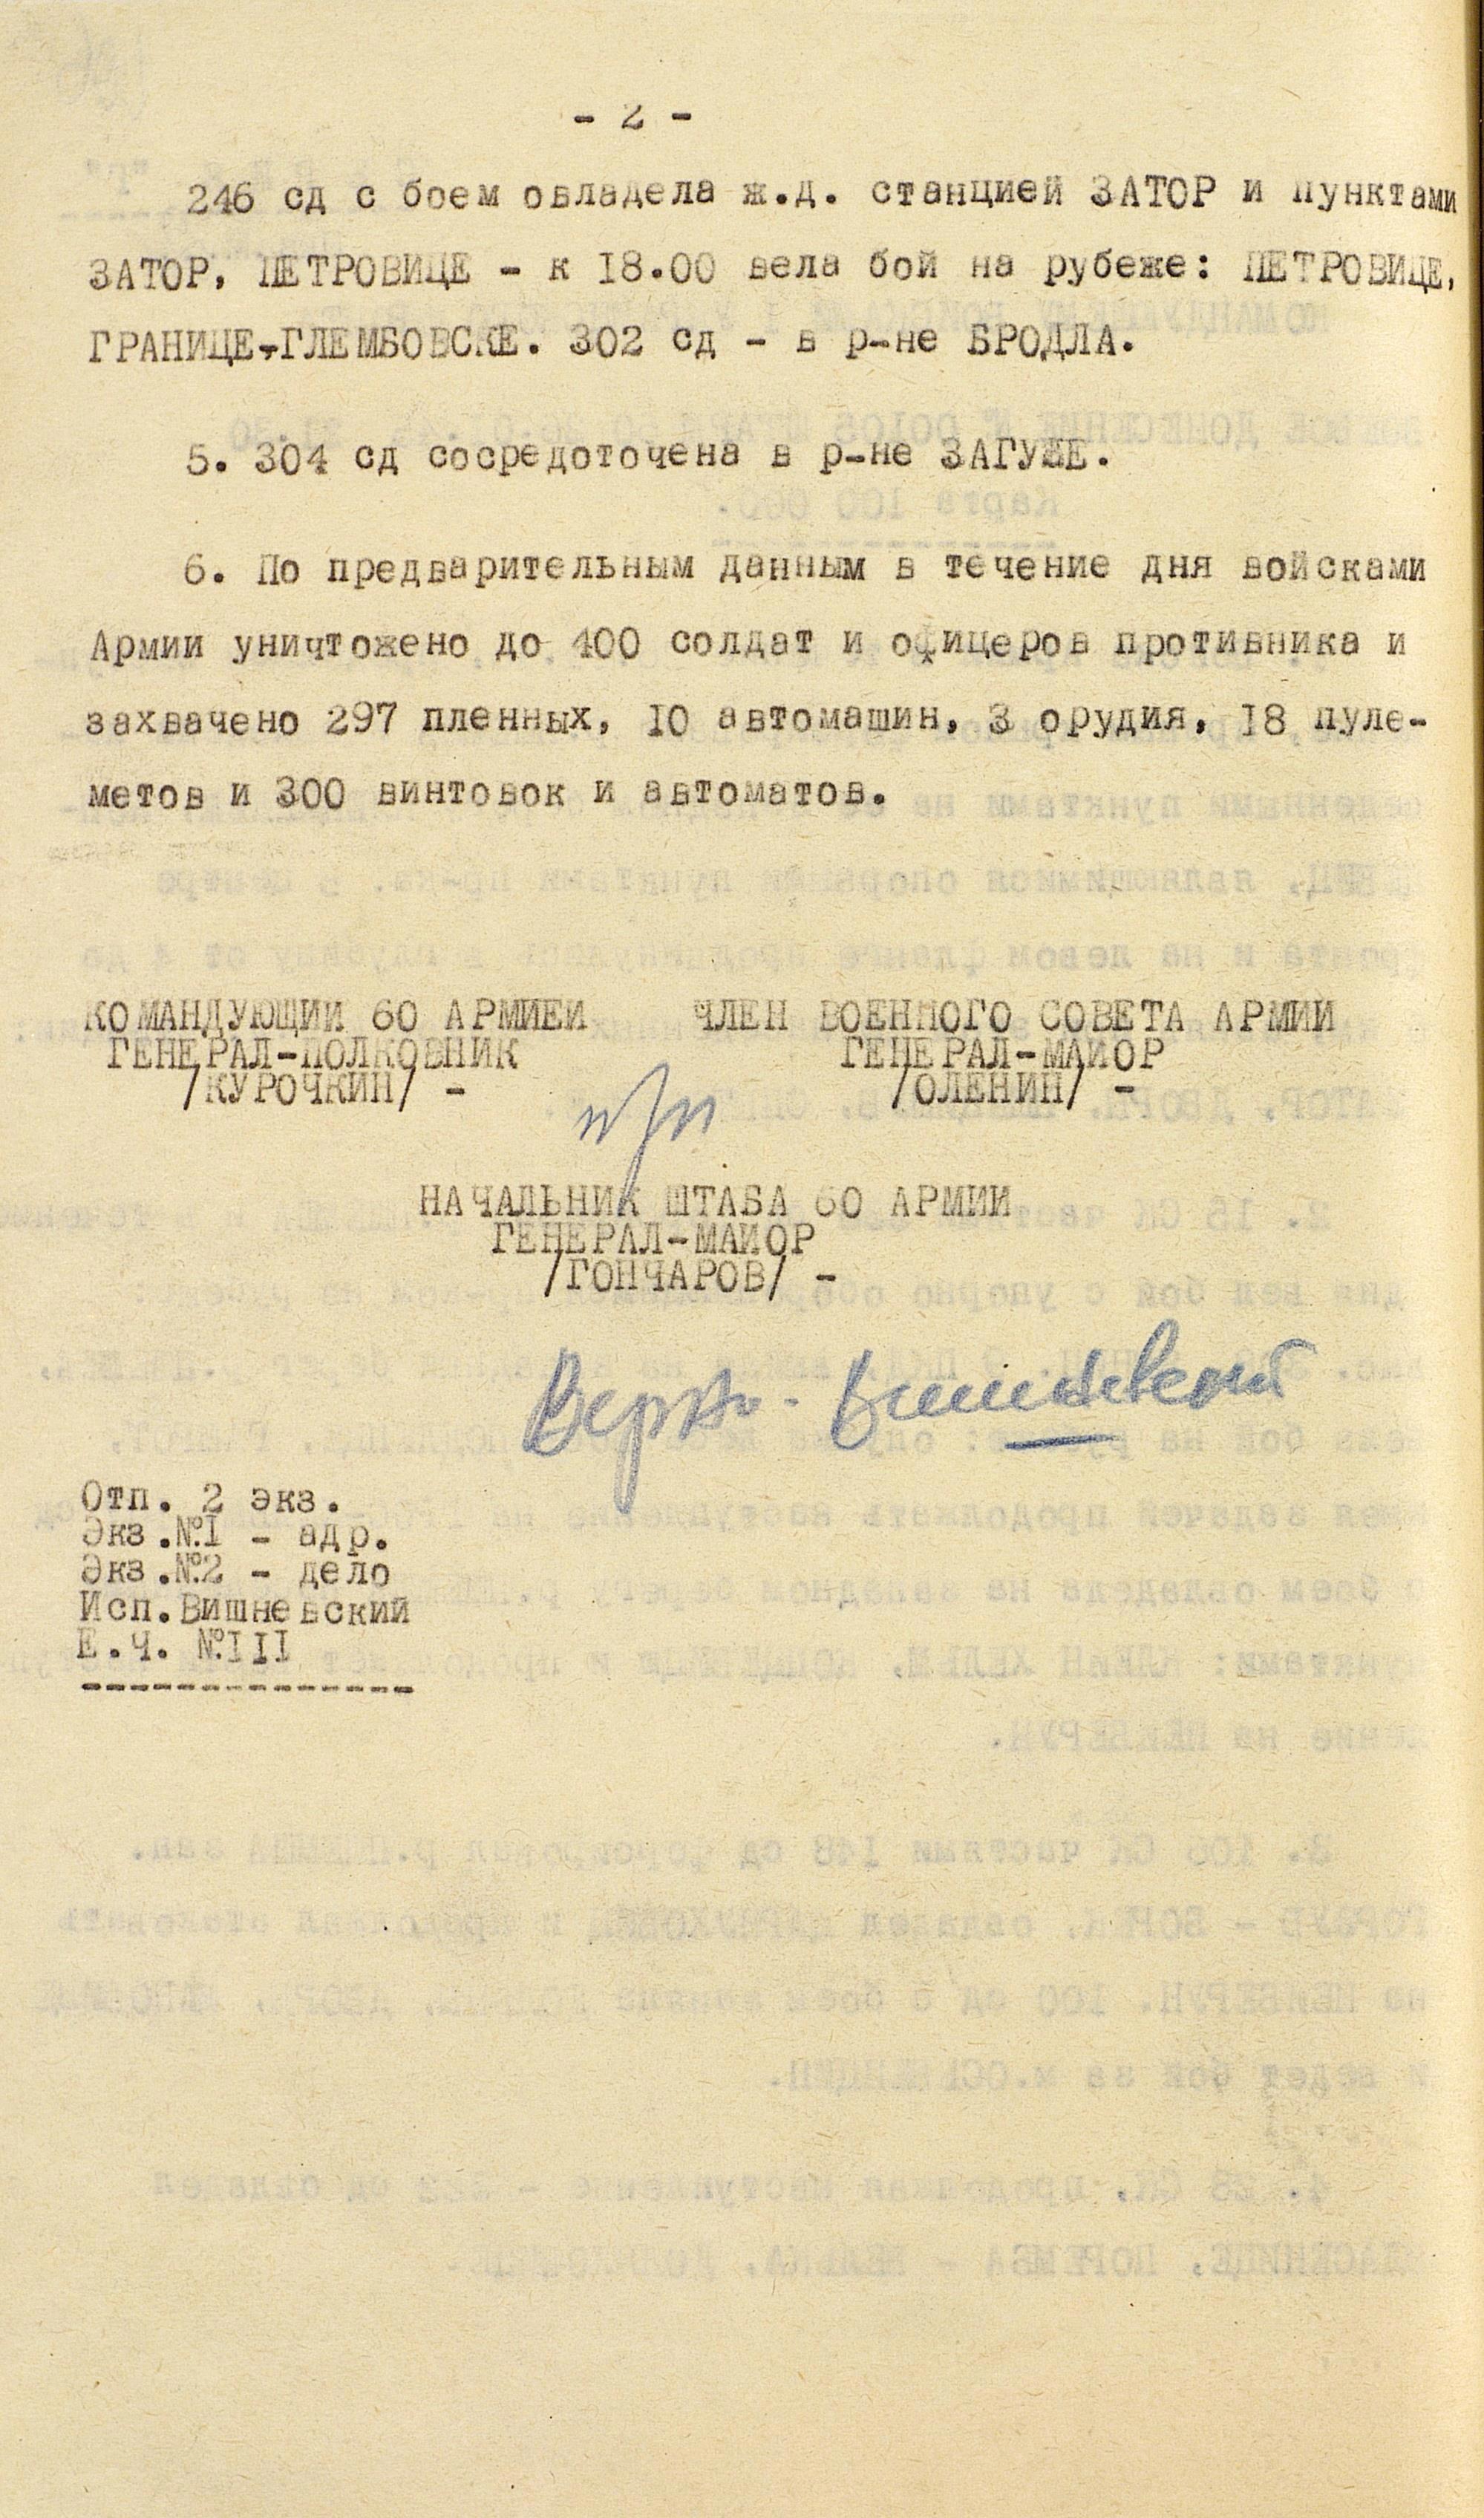 - 2 -
246 сд с боем овладела ж.д. станцией ЗАТОР и пунктами
ЗАТОР, ПЕТРОВИЦЕ - к 18.00 вела бой на рубеже: ПЕТРОВИЦЕ,
ГРАНИЦЕ-ГЛЕМБОВСКЕ. 302 сд - в р-не БРОДЛА.
5. 304 сд сосредоточена в р-не ЗАГУЖЕ.
6. По предварительным данным в течение дня войсками
Армии уничтожено до 400 солдат и офицеров противника и
захвачено 297 пленных, 10 автомашин, 3 орудия, 18 пуле-
метов и 300 винтовок и автоматов.
КОМАНДУЮЩИЙ 60 АРМИЕЙ ЧЛЕН ВОЕННОГО СОВЕТА АРМИИ
ГЕНЕРАЛ-ПОЛКОВНИК ГЕНЕРАЛ-МАЙОР
/КУРОЧКИН/ - /ОЛЕНИН/ -
НАЧАЛЬНИК ШТАБА 60 АРМИИ
ГЕНЕРАЛ-МАЙОР
/ГОНЧАРОВ/ -
Верно. Вишневский
Отп. 2 экз.
Экз.№1 - адр.
Экз.№2 - дело
Исп.Вишневский
Е.Ч. №III